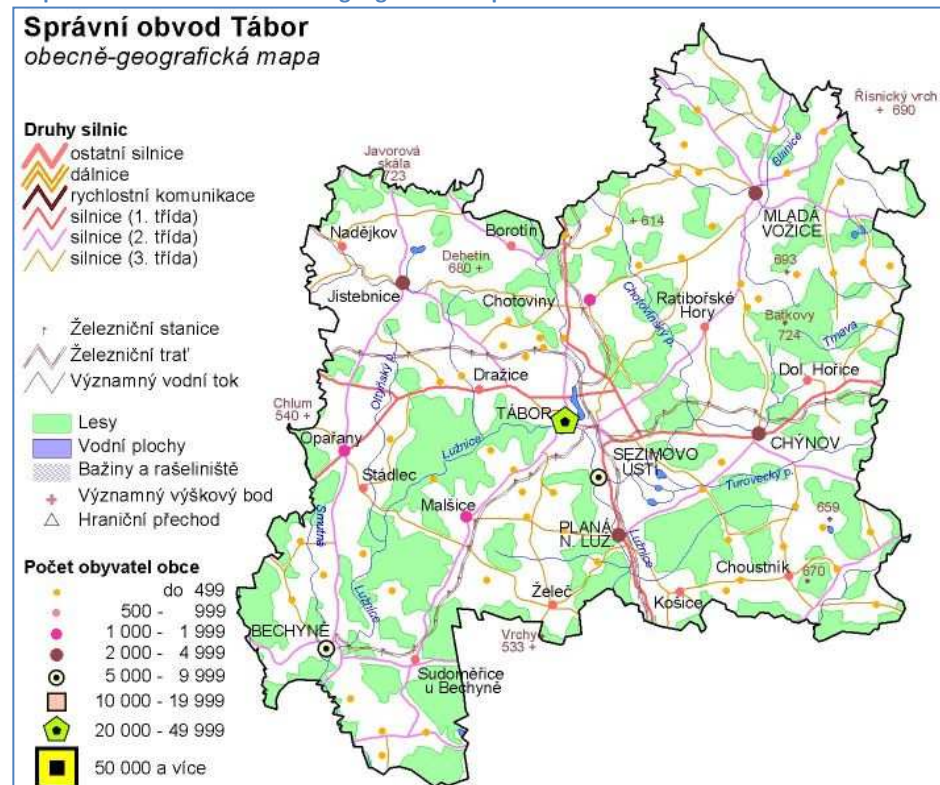 Správní obvod Tábor
obecně-geografická mapa
Druhy silnic
ostatní silnice
dálnice
rychlostní komunikace
silnice (1. třída)
silnice (2. třída)
silnice (3. třída)
Železniční stanice
Železniční trať
Významný vodní tok
Lesy
Vodní plochy
Bažiny a rašeliniště
Významný výškový bod
Hraniční přechod
Počet obyvatel obce
do 499
500 - 999
1 000 - 1 999
2 000 - 4 999
5 000 - 9 999
10 000 - 19 999
20 000 - 49 999
50 000 a více
Řísnický vrch
+ 690
Javorová
skála
723
Blanice
MLADÁ
VOŽICE
+ 614
Nadějkov
Borotín
Dehetín
680 +
693
Jistebnice
Chotoviny
Chotovinský p.
Ratibořské
Hory
Batkovy
724
Trnava
Oltyňský p.
Dražice
Dol. Hořice
Chlum
540 +
TÁBOR
Opařany
Lužnice
CHÝNOV
SEZIMOVO
ÚSTÍ
Stádlec
Turovecký p.
Malšice
Smutná
659
PLANÁ
N. LUŽ.
Lužnice
Choustník
670
Želeč
Košice
Lužnice
BECHYNĚ
Vrchy
533 +
Sudoměřice
u Bechyně